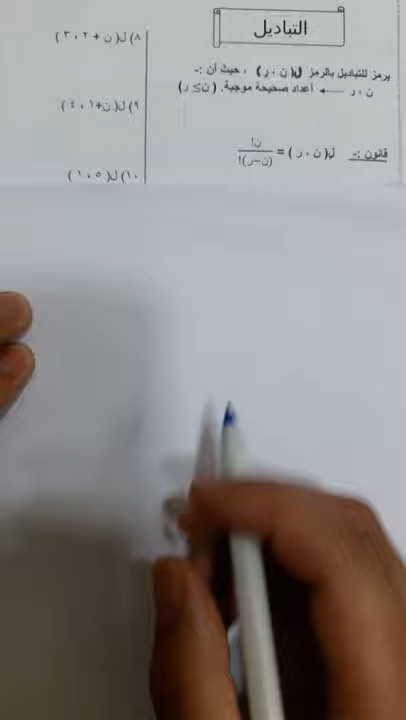 التباديل
يرمز للتباديل بالرمز ل(ن ، ر) ، حيث أن :-
ن ، ر ← أعداد صحيحة موجبة. (ن ≥ ر)
قانون :- ل(ن ، ر) = ن! / (ن-ر)!
٨) ل(ن + ٢ ، ٣)
٩) ل(ن+١ ، ٤)
١٠) ل(٥ ، ١)